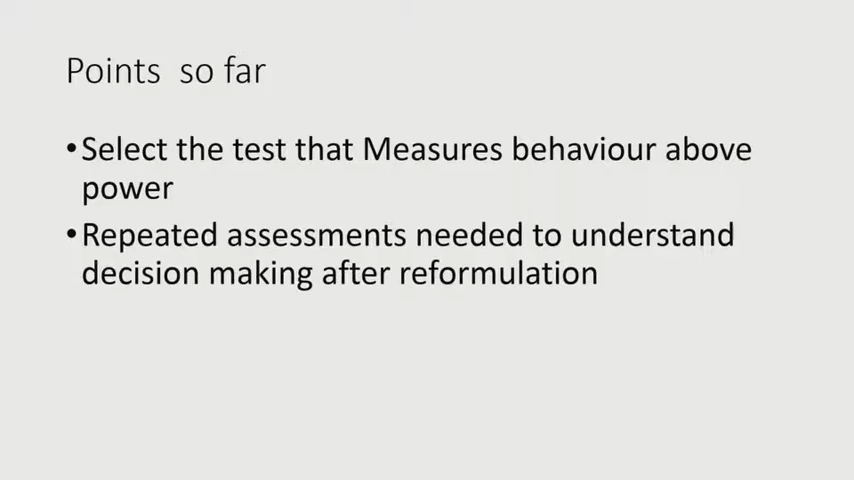 Points so far
•Select the test that Measures behaviour above
power
•Repeated assessments needed to understand
decision making after reformulation